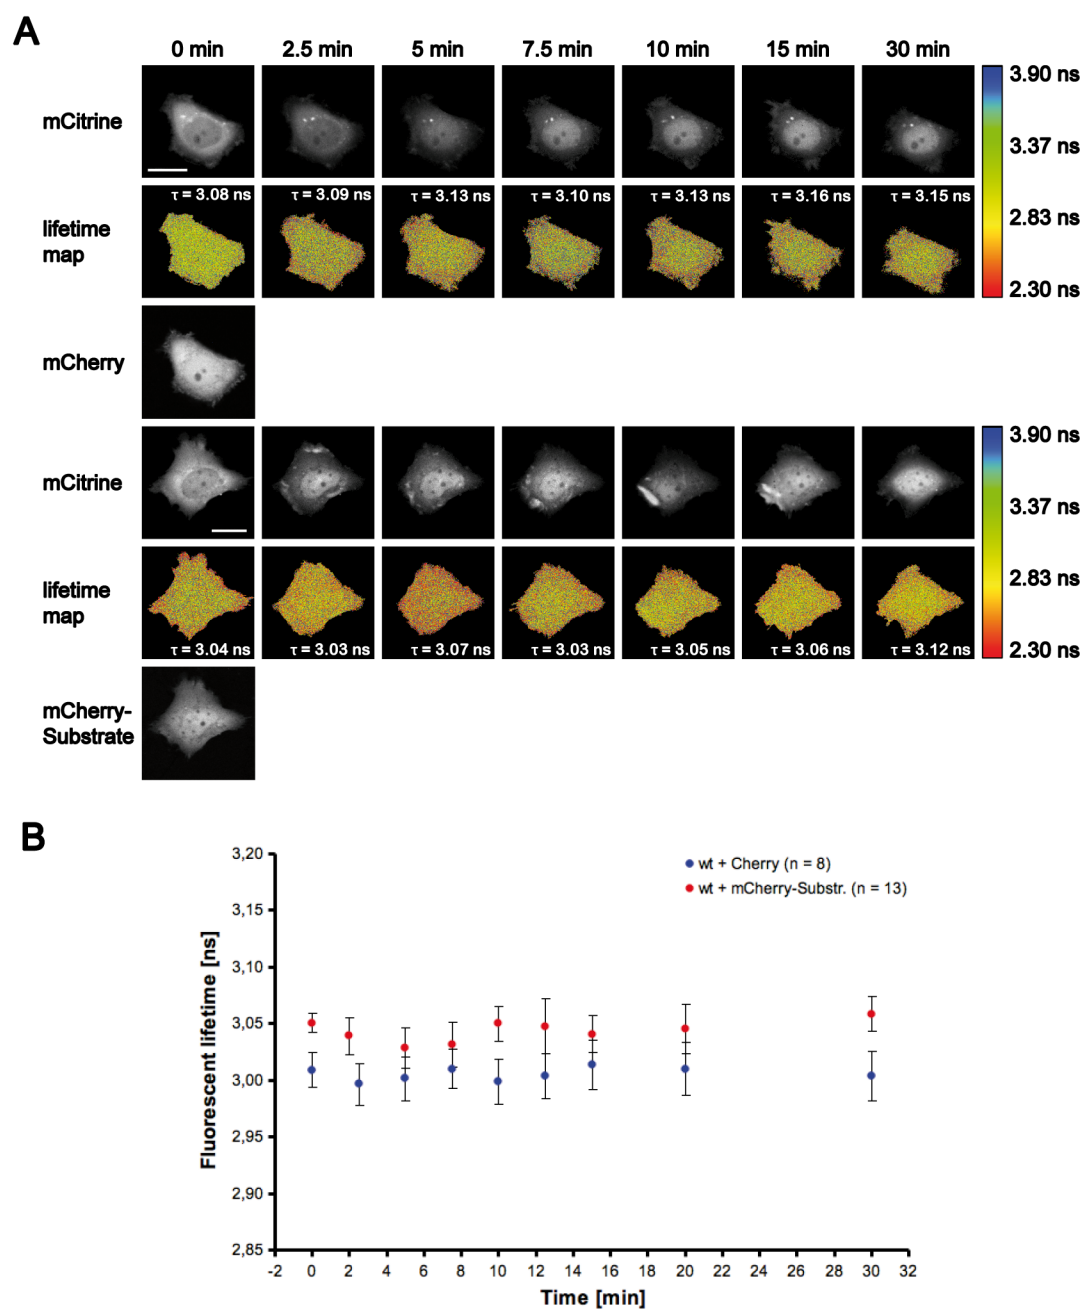 A
0 min 2.5 min 5 min 7.5 min 10 min 15 min 30 min
mCitrine
3.90 ns
3.37 ns
2.83 ns
2.30 ns
lifetime
map
τ = 3.08 ns τ = 3.09 ns τ = 3.13 ns τ = 3.10 ns τ = 3.13 ns τ = 3.16 ns τ = 3.15 ns
mCherry
mCitrine
3.90 ns
3.37 ns
2.83 ns
2.30 ns
lifetime
map
τ = 3.04 ns τ = 3.03 ns τ = 3.07 ns τ = 3.03 ns τ = 3.05 ns τ = 3.06 ns τ = 3.12 ns
mCherry-
Substrate
B
wt + Cherry (n = 8)
wt + mCherry-Substr. (n = 13)
Fluorescent lifetime [ns]
3,20
3,15
3,10
3,05
3,00
2,95
2,90
2,85
-2 0 2 4 6 8 10 12 14 16 18 20 22 24 26 28 30 32
Time [min]